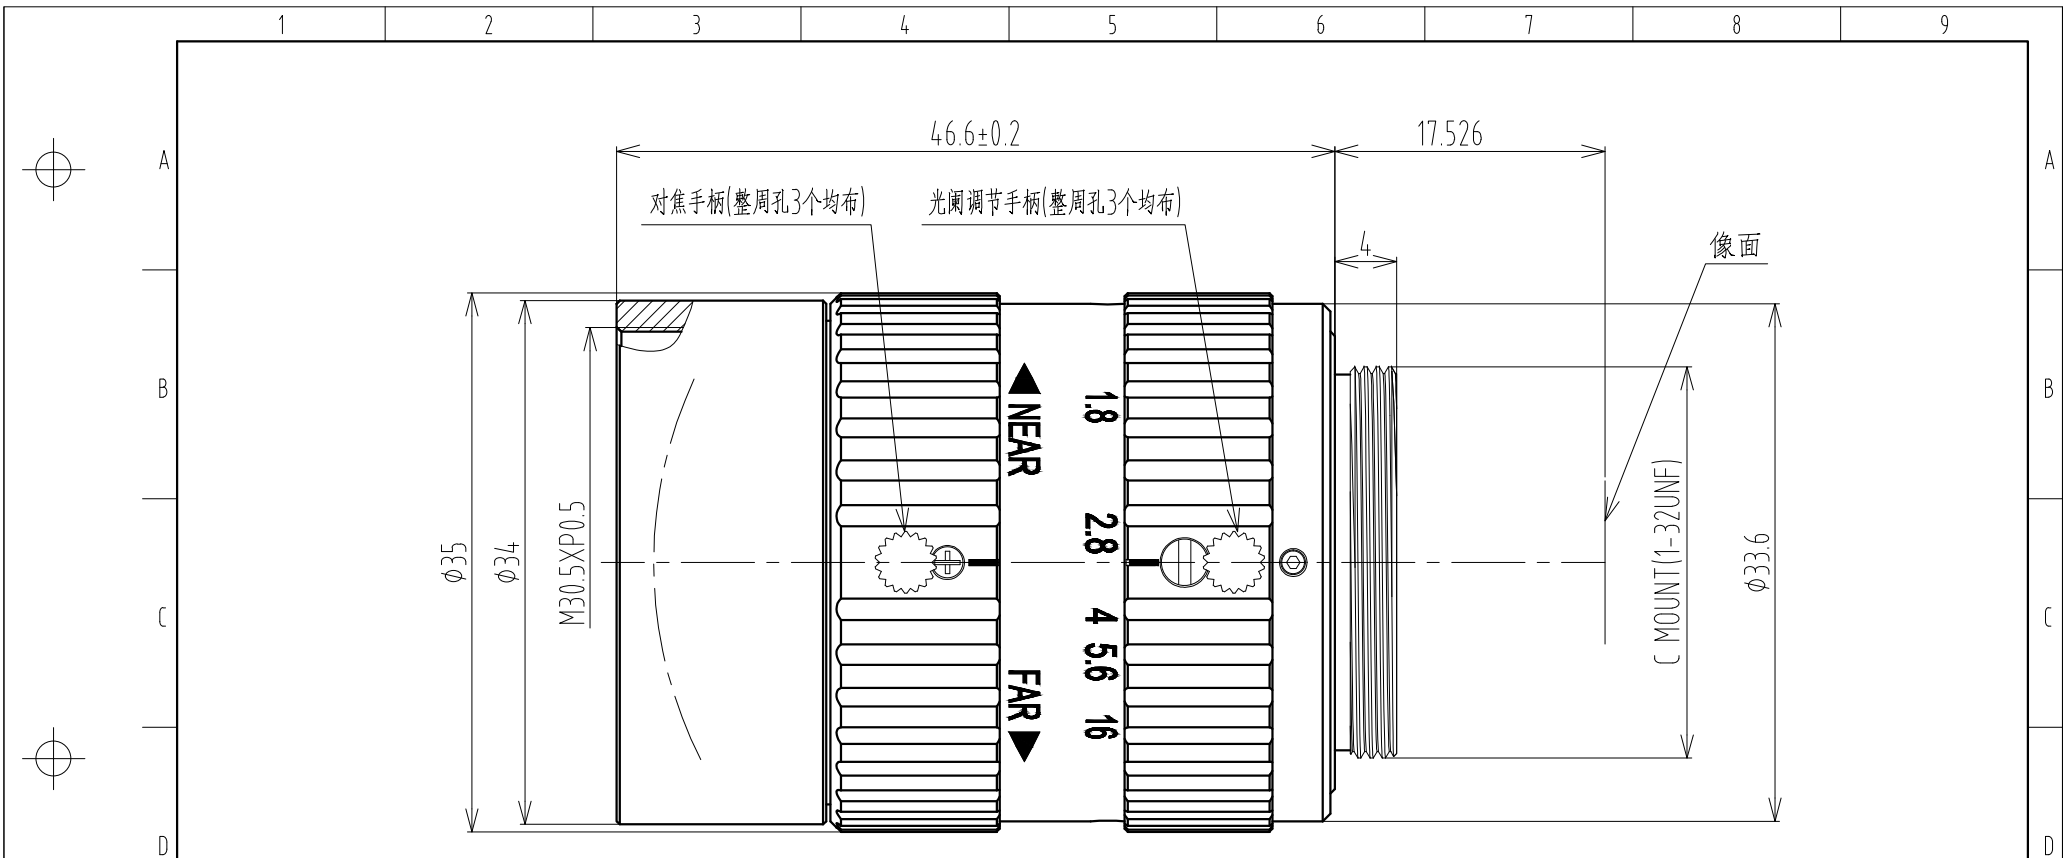 1 2 3 4 5 6 7 8 9
46.6±0.2
17.526
A
A
对焦手柄(整周孔3个均布)
光阑调节手柄(整周孔3个均布)
4
像面
B
B
NEAR
1.8
2.8
4
5.6
16
FAR
ϕ35
ϕ34
M30.5XP0.5
C MOUNT(1-32UNF)
ϕ33.6
C
C
D
D